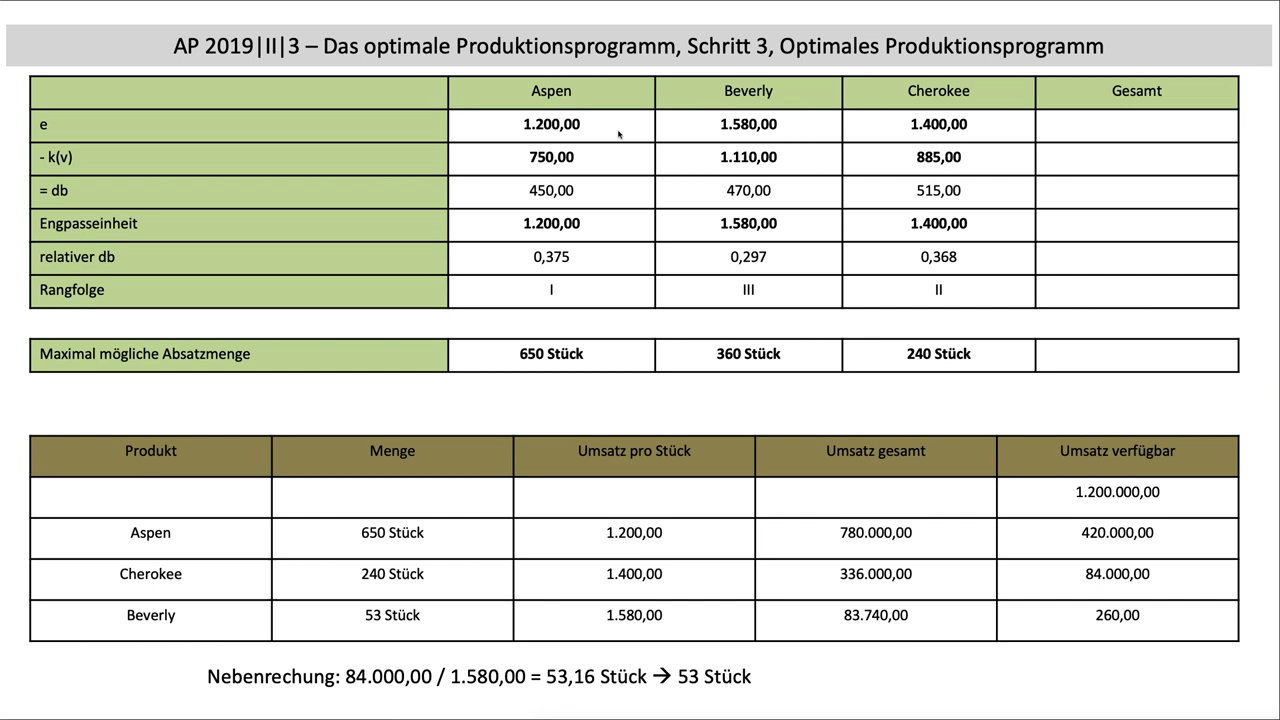 AP 2019|II|3 – Das optimale Produktionsprogramm, Schritt 3, Optimales Produktionsprogramm
Aspen Beverly Cherokee Gesamt
e 1.200,00 1.580,00 1.400,00
- k(v) 750,00 1.110,00 885,00
= db 450,00 470,00 515,00
Engpasseinheit 1.200,00 1.580,00 1.400,00
relativer db 0,375 0,297 0,368
Rangfolge I III II
Maximal mögliche Absatzmenge 650 Stück 360 Stück 240 Stück
Produkt Menge Umsatz pro Stück Umsatz gesamt Umsatz verfügbar
1.200.000,00
Aspen 650 Stück 1.200,00 780.000,00 420.000,00
Cherokee 240 Stück 1.400,00 336.000,00 84.000,00
Beverly 53 Stück 1.580,00 83.740,00 260,00
Nebenrechung: 84.000,00 / 1.580,00 = 53,16 Stück → 53 Stück